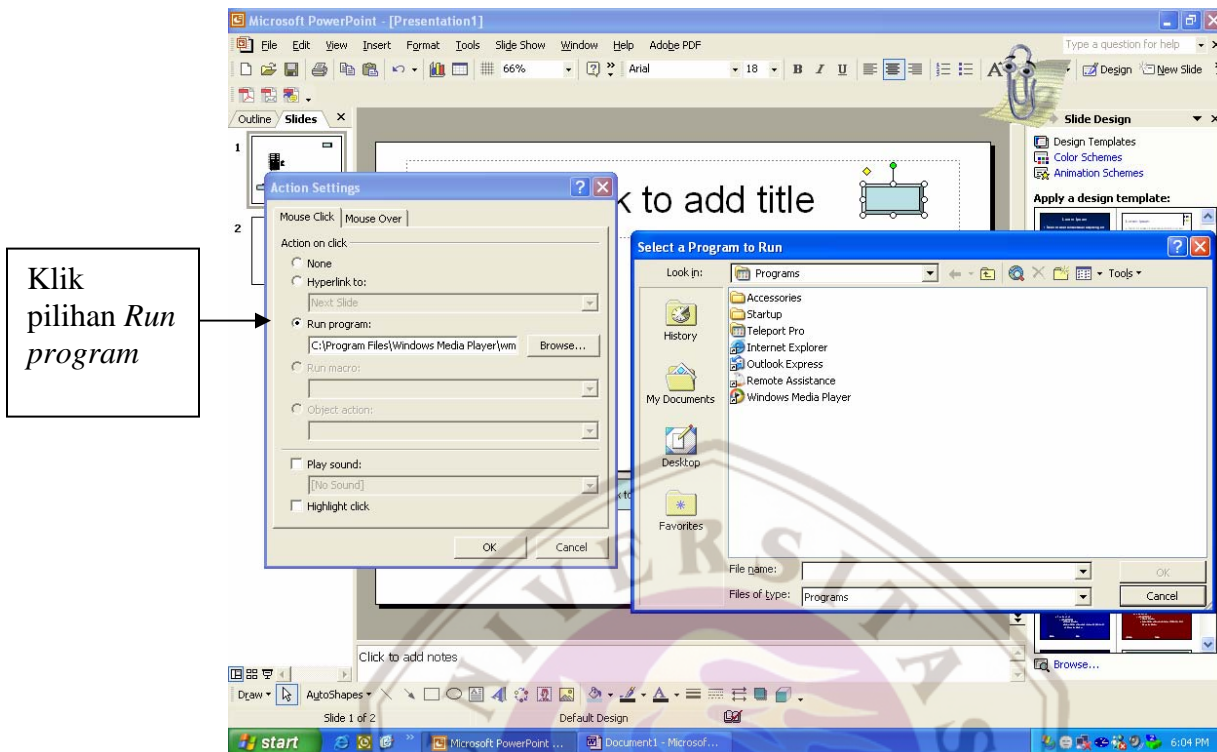 Microsoft PowerPoint - [Presentation1]
File Edit View Insert Format Tools Slide Show Window Help Adobe PDF
Type a question for help
66% Arial 18 B I U A Design New Slide
Outline Slides
Slide Design
1
Design Templates
Color Schemes
Animation Schemes
Apply a design template:
2
k to add title
Klik
pilihan Run
program
Action Settings
Mouse Click Mouse Over
Action on click
None
Hyperlink to:
Next Slide
Run program:
C:\Program Files\Windows Media Player\wm Browse...
Run macro:
Object action:
Play sound:
[No Sound]
Highlight click
OK Cancel
Select a Program to Run
Look in: Programs Tools
History
My Documents
Desktop
Favorites
Accessories
Startup
Teleport Pro
Internet Explorer
Outlook Express
Remote Assistance
Windows Media Player
File name: OK
Files of type: Programs Cancel
Browse...
Click to add notes
Draw AutoShapes
Slide 1 of 2 Default Design
start Microsoft PowerPoint ... Document1 - Microsof... 6:04 PM
VERSITAS